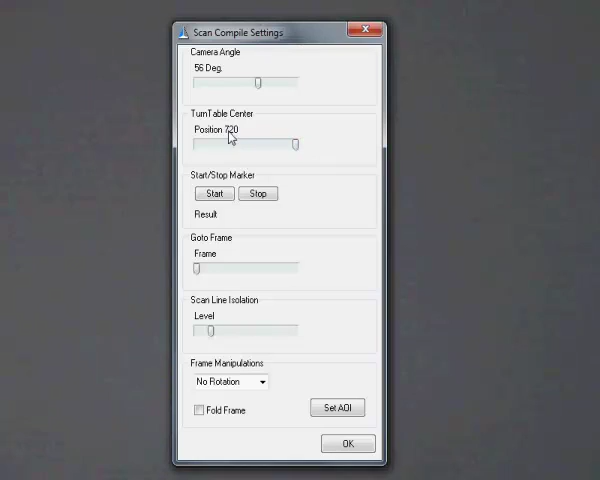 Scan Compile Settings
Camera Angle
56 Deg.
TurnTable Center
Position 720
Start/Stop Marker
Start
Stop
Result
Goto Frame
Frame
Scan Line Isolation
Level
Frame Manipulations
No Rotation
Fold Frame
Set AOI
OK